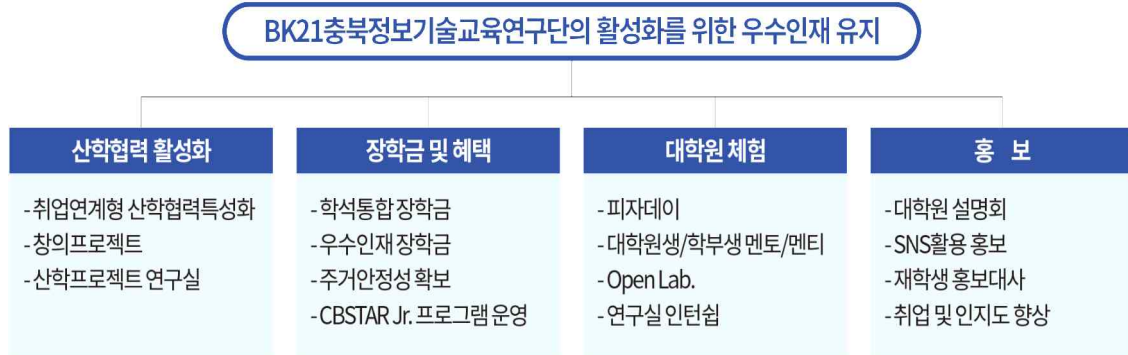 BK21충북정보기술교육연구단의 활성화를 위한 우수인재 유지
산학협력 활성화
-취업연계형 산학협력특성화
-창의프로젝트
-산학프로젝트 연구실
장학금 및 혜택
-학석통합 장학금
-우수인재 장학금
-주거안정성 확보
-CBSTAR Jr. 프로그램 운영
대학원 체험
-피자데이
-대학원생/학부생 멘토/멘티
-Open Lab.
-연구실 인턴쉽
홍 보
-대학원 설명회
-SNS활용 홍보
-재학생 홍보대사
-취업 및 인지도 향상